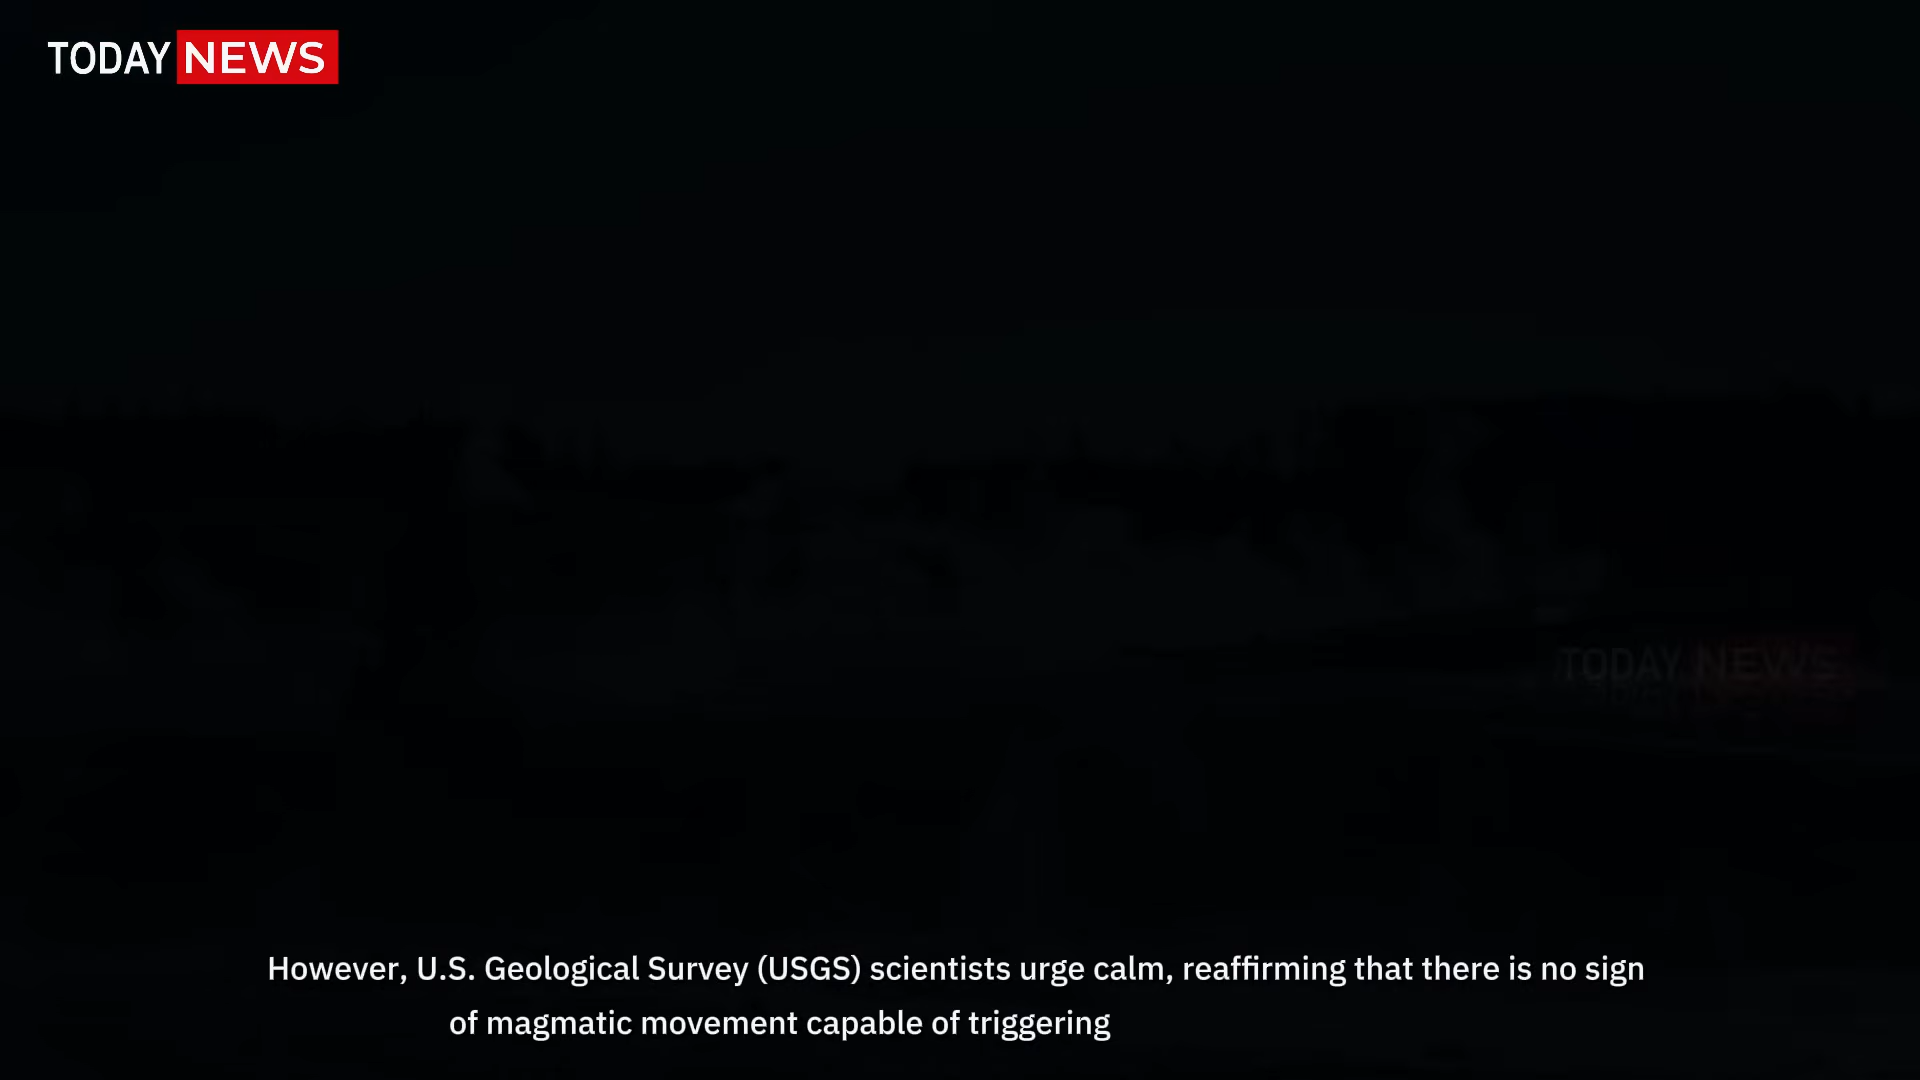 TODAY NEWS
TODAY NEWS
However, U.S. Geological Survey (USGS) scientists urge calm, reaffirming that there is no sign
of magmatic movement capable of triggering